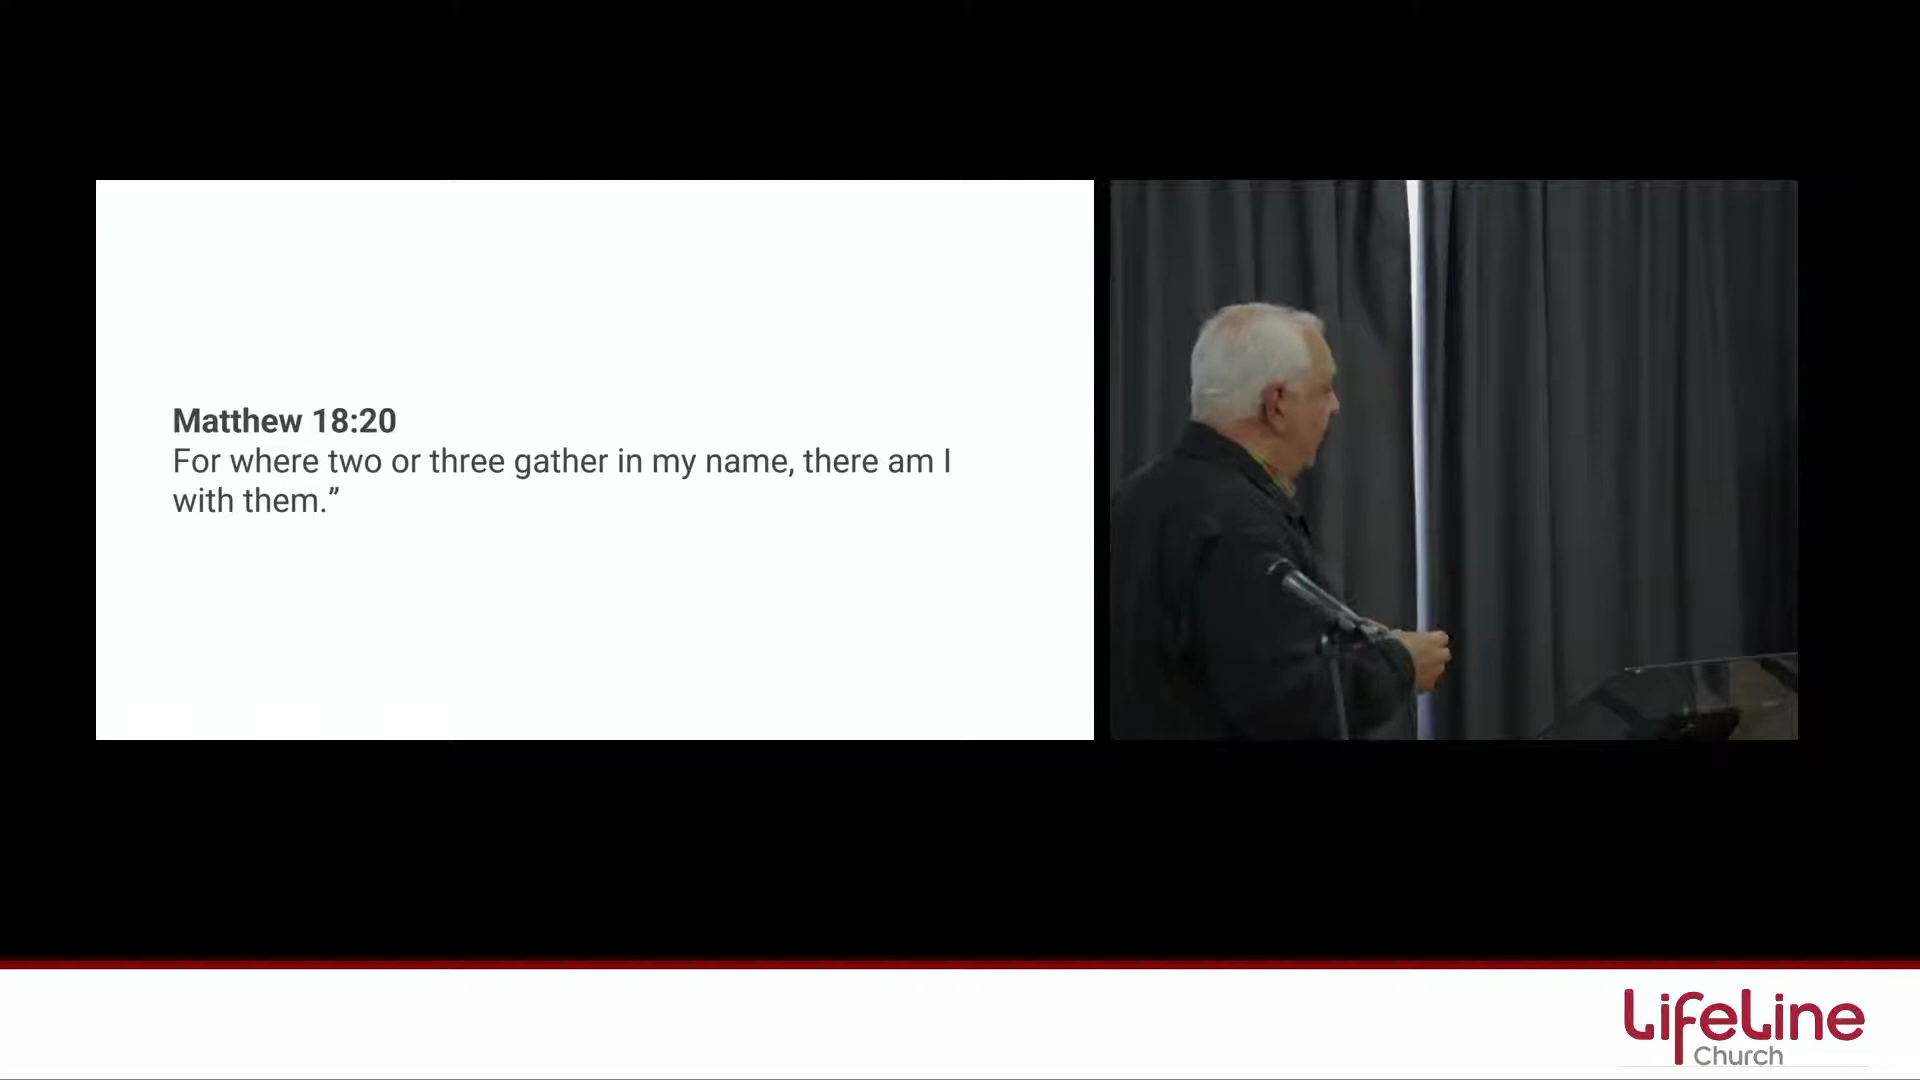 Matthew 18:20
For where two or three gather in my name, there am I
with them.”
LifeLine
Church